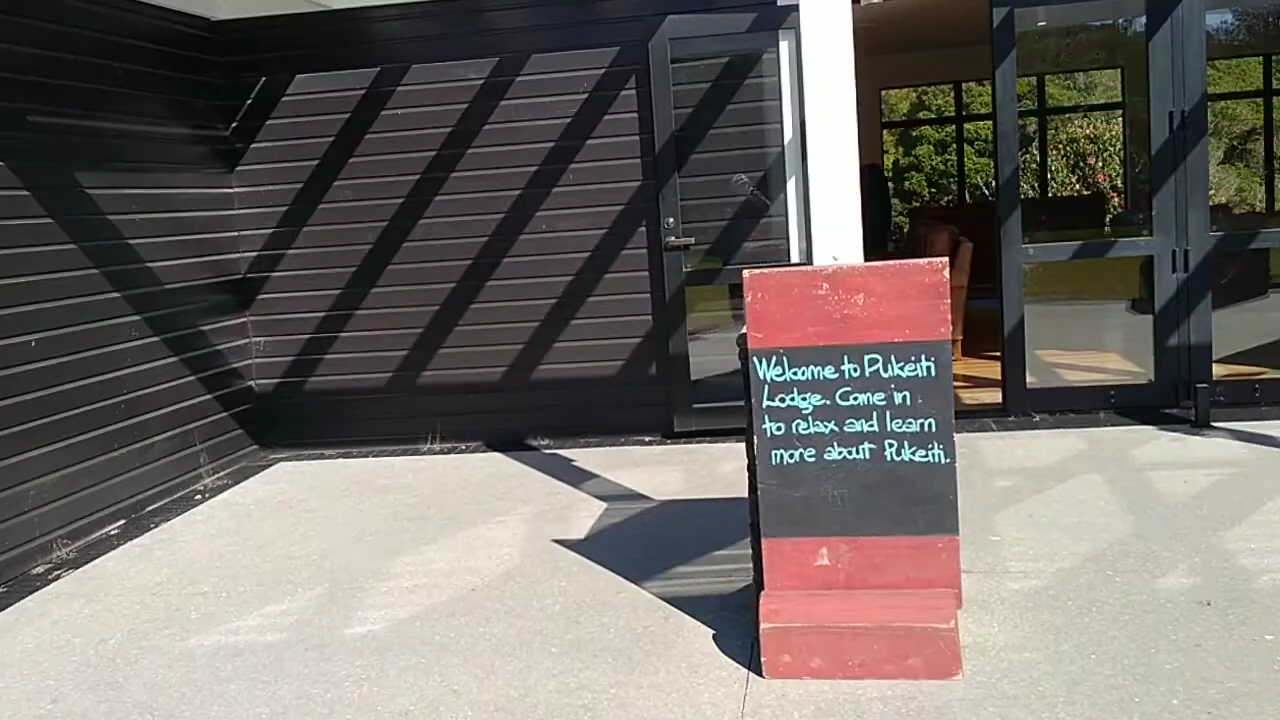 Welcome to Pukeiti
Lodge. Come in
to relax and learn
more about Pukeiti.